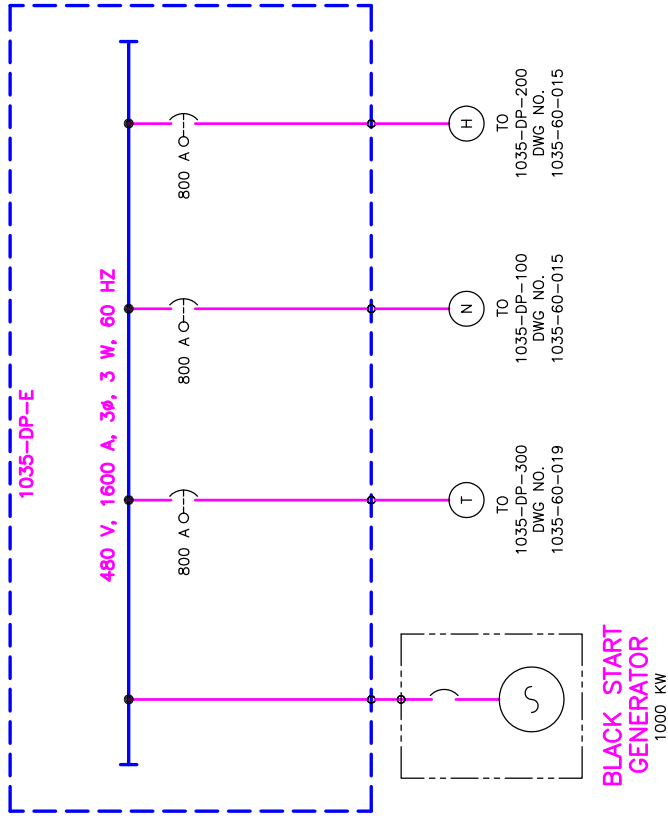 1035-DP-E
480 V, 1600 A, 3ø, 3 W, 60 HZ
800 A
800 A
800 A
T
TO
1035-DP-300
DWG NO.
1035-60-019
N
TO
1035-DP-100
DWG NO.
1035-60-015
H
TO
1035-DP-200
DWG NO.
1035-60-015
BLACK START
GENERATOR
1000 KW